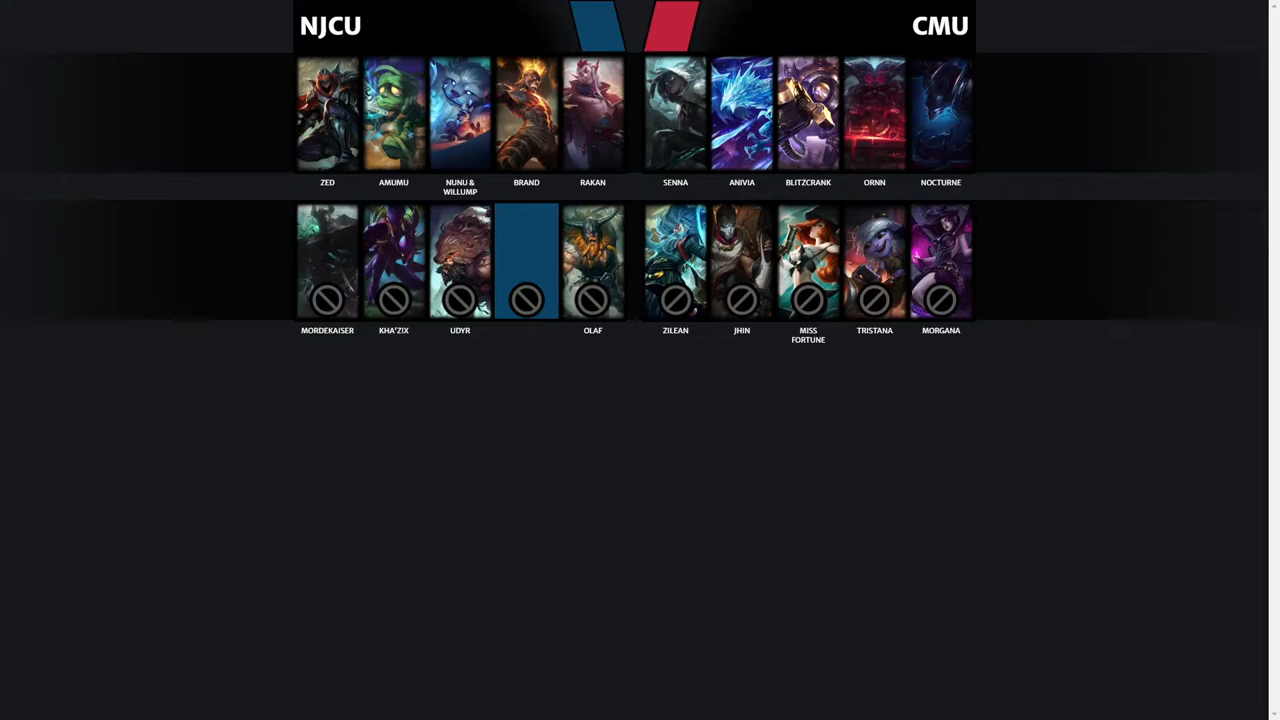 NJCU
CMU
ZED
AMUMU
NUNU &
WILLUMP
BRAND
RAKAN
SENNA
ANIVIA
BLITZCRANK
ORNN
NOCTURNE
MORDEKAISER
KHA'ZIX
UDYR
OLAF
ZILEAN
JHIN
MISS
FORTUNE
TRISTANA
MORGANA